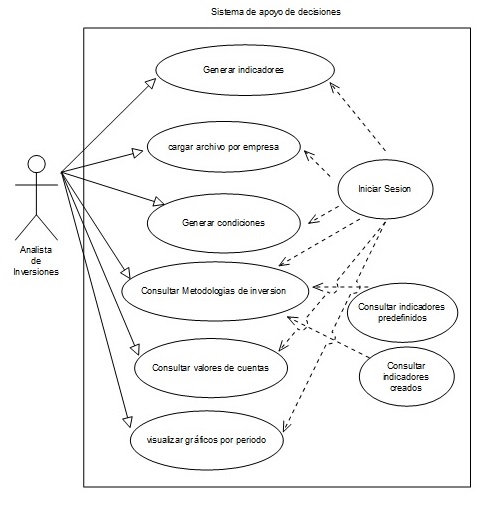 Sistema de apoyo de decisiones
Generar indicadores
cargar archivo por empresa
Iniciar Sesion
Generar condiciones
Analista
de
Inversiones
Consultar Metodologias de inversion
Consultar indicadores
predefinidos
Consultar valores de cuentas
Consultar
indicadores
creados
visualizar gráficos por periodo